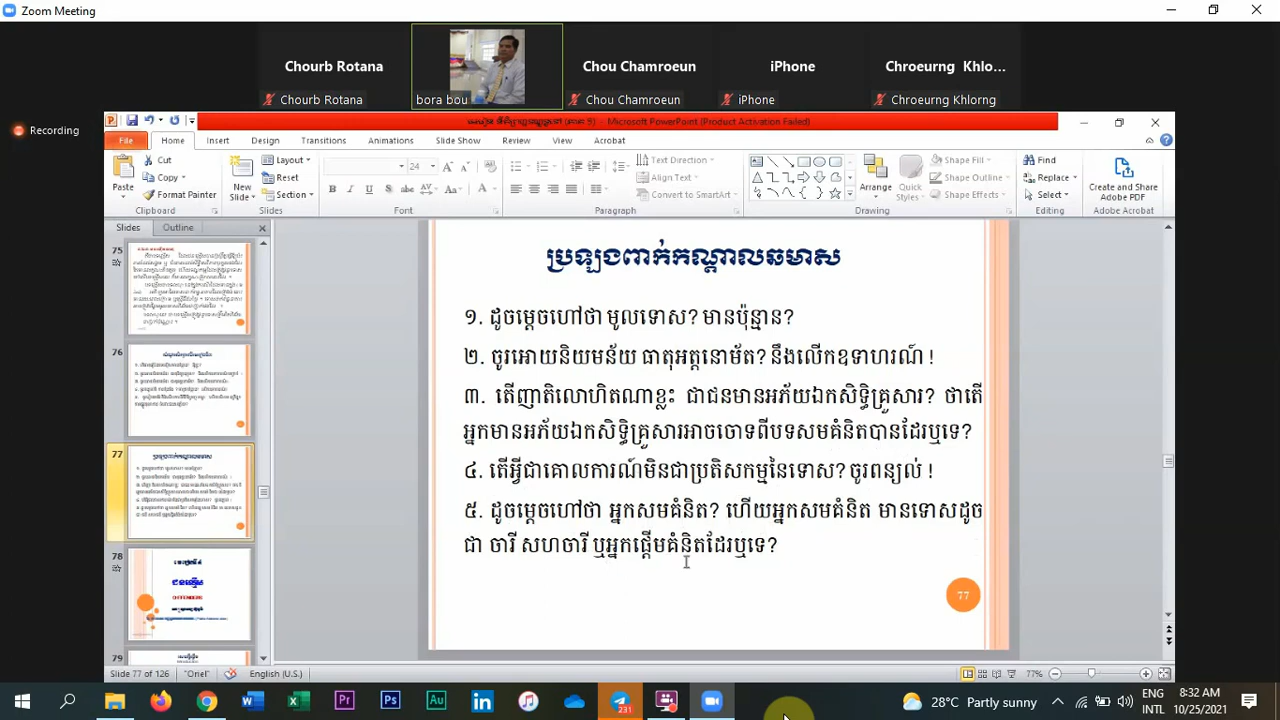 Zoom Meeting
Chourb Rotana
Chou Chamroeun
iPhone
Chroeurng Khlo...
Chourb Rotana
bora bou
Chou Chamroeun
iPhone
Chroeurng Khlorng
Recording
Microsoft PowerPoint (Product Activation Failed)
File Home Insert Design Transitions Animations Slide Show Review View Acrobat
Paste Cut Copy Format Painter Clipboard
New Slide Layout Reset Section Slides
24 Font
Text Direction Align Text Convert to SmartArt Paragraph
Arrange Quick Styles Shape Fill Shape Outline Shape Effects Drawing
Find Replace Select Editing
Create and Share Adobe PDF Adobe Acrobat
Slides Outline
75
76
77
78
OFFENDERS
79
ប្រឡងពាក់កណ្ដាលឆមាស
១. ដូចម្ដេចហៅថា មូលទោស? មានប៉ុន្មាន?
២. ចូរអោយនិយមន័យ ធាតុអត្តនោម័ត? នឹងលើកឧទាហរណ៍ !
៣. តើញាតិលោហិតណាខ្លះ ជាជនមានអភ័យឯកសិទ្ធិគ្រួសារ? ថាតើ
អ្នកមានអភ័យឯកសិទ្ធិគ្រួសារអាចចោទពីបទសមគំនិតបានដែរឬទេ?
៤. តើអ្វីជាគោលការណ៍មិនជាប្រតិសកម្មនៃទោស? ចូរពន្យល់ !
៥. ដូចម្ដេចហៅថា អ្នកសមគំនិត? ហើយអ្នកសមគំនិត មានទោសដូច
ជា ចារី សហចារី ឬអ្នកផ្ដើមគំនិតដែរឬទេ?
77
Slide 77 of 126 "Oriel" English (U.S.) 77%
231
28°C Partly sunny
ENG
INTL
8:32 AM
10/25/2021